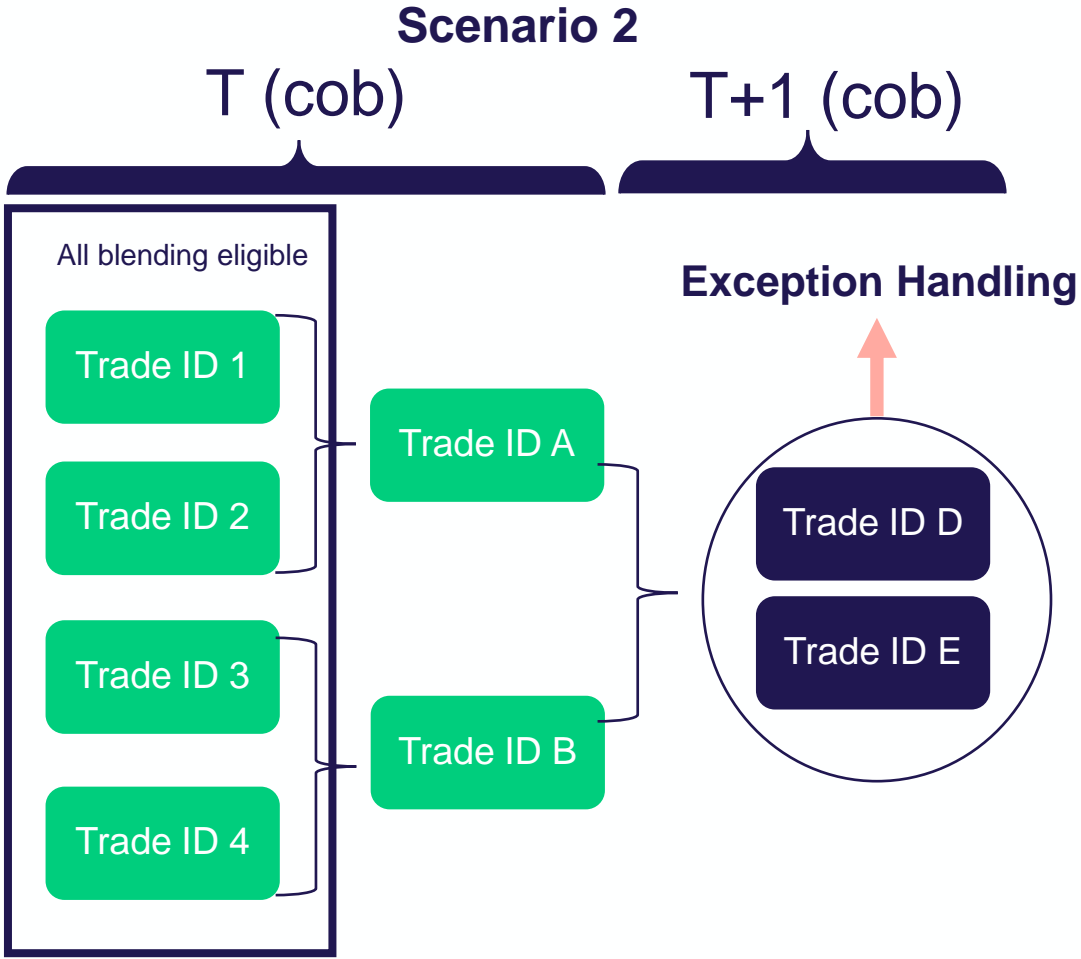 Scenario 2
T (cob)
T+1 (cob)
All blending eligible
Trade ID 1
Trade ID 2
Trade ID 3
Trade ID 4
Trade ID A
Trade ID B
Exception Handling
Trade ID D
Trade ID E